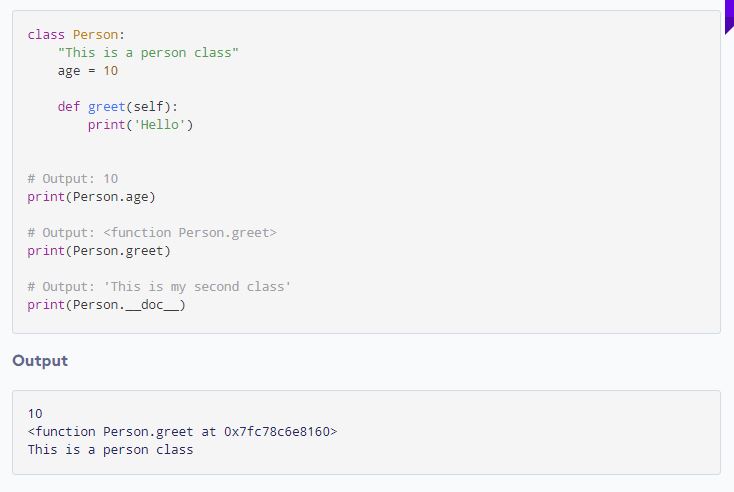 class Person:
    "This is a person class"
    age = 10

    def greet(self):
        print('Hello')


# Output: 10
print(Person.age)

# Output: <function Person.greet>
print(Person.greet)

# Output: 'This is my second class'
print(Person.__doc__)

Output

10
<function Person.greet at 0x7fc78c6e8160>
This is a person class